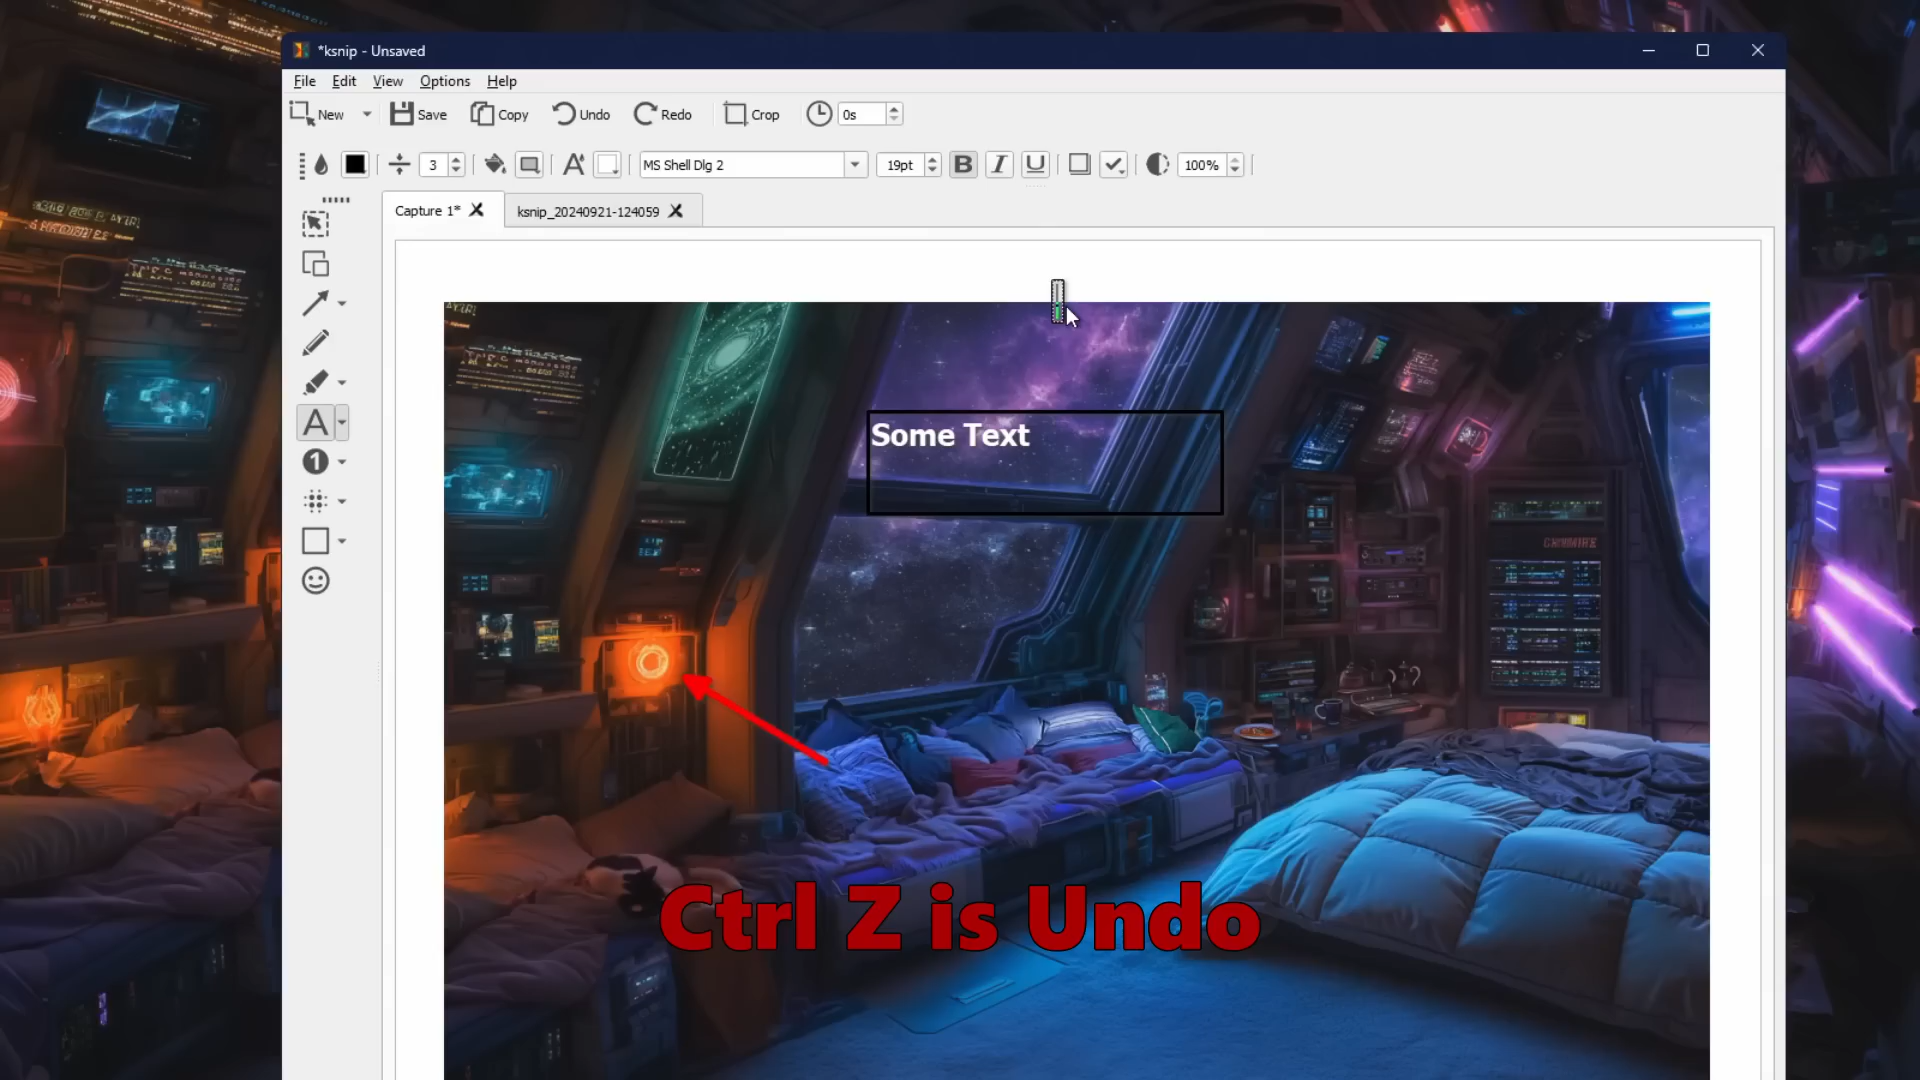 *ksnip - Unsaved
File Edit View Options Help
New Save Copy Undo Redo Crop 0s
3 A MS Shell Dlg 2 19pt B I U 100%
Capture 1* ksnip_20240921-124059
A
1
Some Text
Ctrl Z is Undo